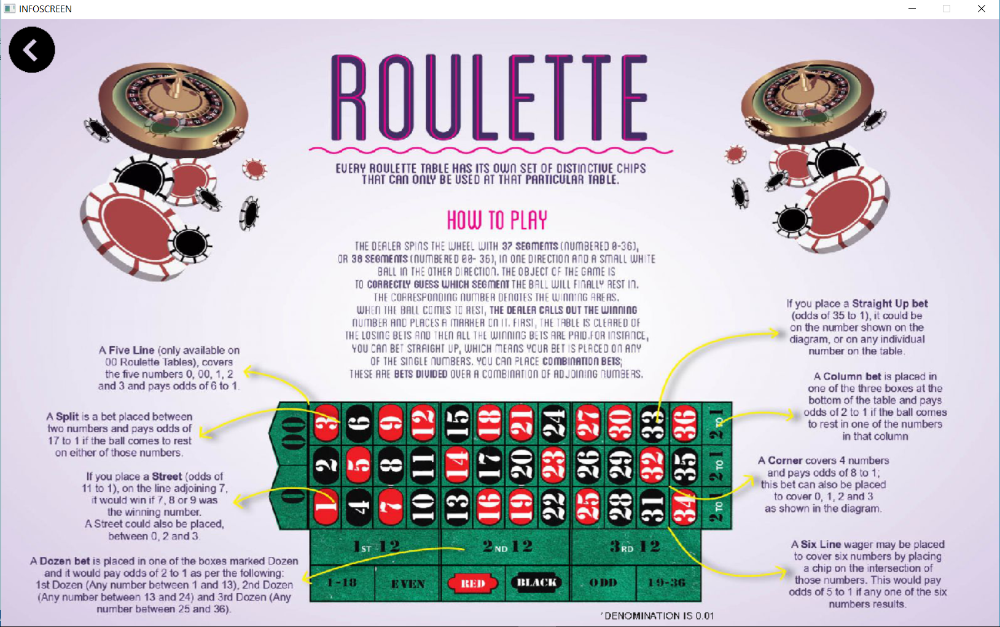 INFOSCREEN
ROULETTE
EVERY ROULETTE TABLE HAS ITS OWN SET OF DISTINCTIVE CHIPS
THAT CAN ONLY BE USED AT THAT PARTICULAR TABLE.
HOW TO PLAY
THE DEALER SPINS THE WHEEL WITH 37 SEGMENTS (NUMBERED 0-36),
OR 38 SEGMENTS (NUMBERED 00- 36), IN ONE DIRECTION AND A SMALL WHITE
BALL IN THE OTHER DIRECTION. THE OBJECT OF THE GAME IS
TO CORRECTLY GUESS WHICH SEGMENT THE BALL WILL FINALLY REST IN.
THE CORRESPONDING NUMBER DENOTES THE WINNING AREAS.
WHEN THE BALL COMES TO REST, THE DEALER CALLS OUT THE WINNING
NUMBER AND PLACES A MARKER ON IT. FIRST, THE TABLE IS CLEARED OF
THE LOSING BETS AND THEN ALL THE WINNING BETS ARE PAID.FOR INSTANCE,
YOU CAN BET STRAIGHT UP, WHICH MEANS YOUR BET IS PLACED ON ANY
OF THE SINGLE NUMBERS. YOU CAN PLACE COMBINATION BETS;
THESE ARE BETS DIVIDED OVER A COMBINATION OF ADJOINING NUMBERS.
A Five Line (only available on
00 Roulette Tables), covers
the five numbers 0, 00, 1, 2
and 3 and pays odds of 6 to 1.
A Split is a bet placed between
two numbers and pays odds of
17 to 1 if the ball comes to rest
on either of those numbers.
If you place a Street (odds of
11 to 1), on the line adjoining 7,
it would win if 7, 8 or 9 was
the winning number.
A Street could also be placed,
between 0, 2 and 3.
A Dozen bet is placed in one of the boxes marked Dozen
and it would pay odds of 2 to 1 as per the following:
1st Dozen (Any number between 1 and 13), 2nd Dozen
(Any number between 13 and 24) and 3rd Dozen (Any
number between 25 and 36).
If you place a Straight Up bet
(odds of 35 to 1), it could be
on the number shown on the
diagram, or on any individual
number on the table.
A Column bet is placed in
one of the three boxes at the
bottom of the table and pays
odds of 2 to 1 if the ball comes
to rest in one of the numbers
in that column
A Corner covers 4 numbers
and pays odds of 8 to 1;
this bet can also be placed
to cover 0, 1, 2 and 3
as shown in the diagram.
A Six Line wager may be placed
to cover six numbers by placing
a chip on the intersection of
those numbers. This would pay
odds of 5 to 1 if any one of the six
numbers results.
00 3 6 9 12 15 18 21 24 27 30 33 36 2 TO 1
2 5 8 11 14 17 20 23 26 29 32 35 2 TO 1
0 1 4 7 10 13 16 19 22 25 28 31 34 2 TO 1
1ST 12 2ND 12 3RD 12
1-18 EVEN RED BLACK ODD 19-36
'DENOMINATION IS 0.01